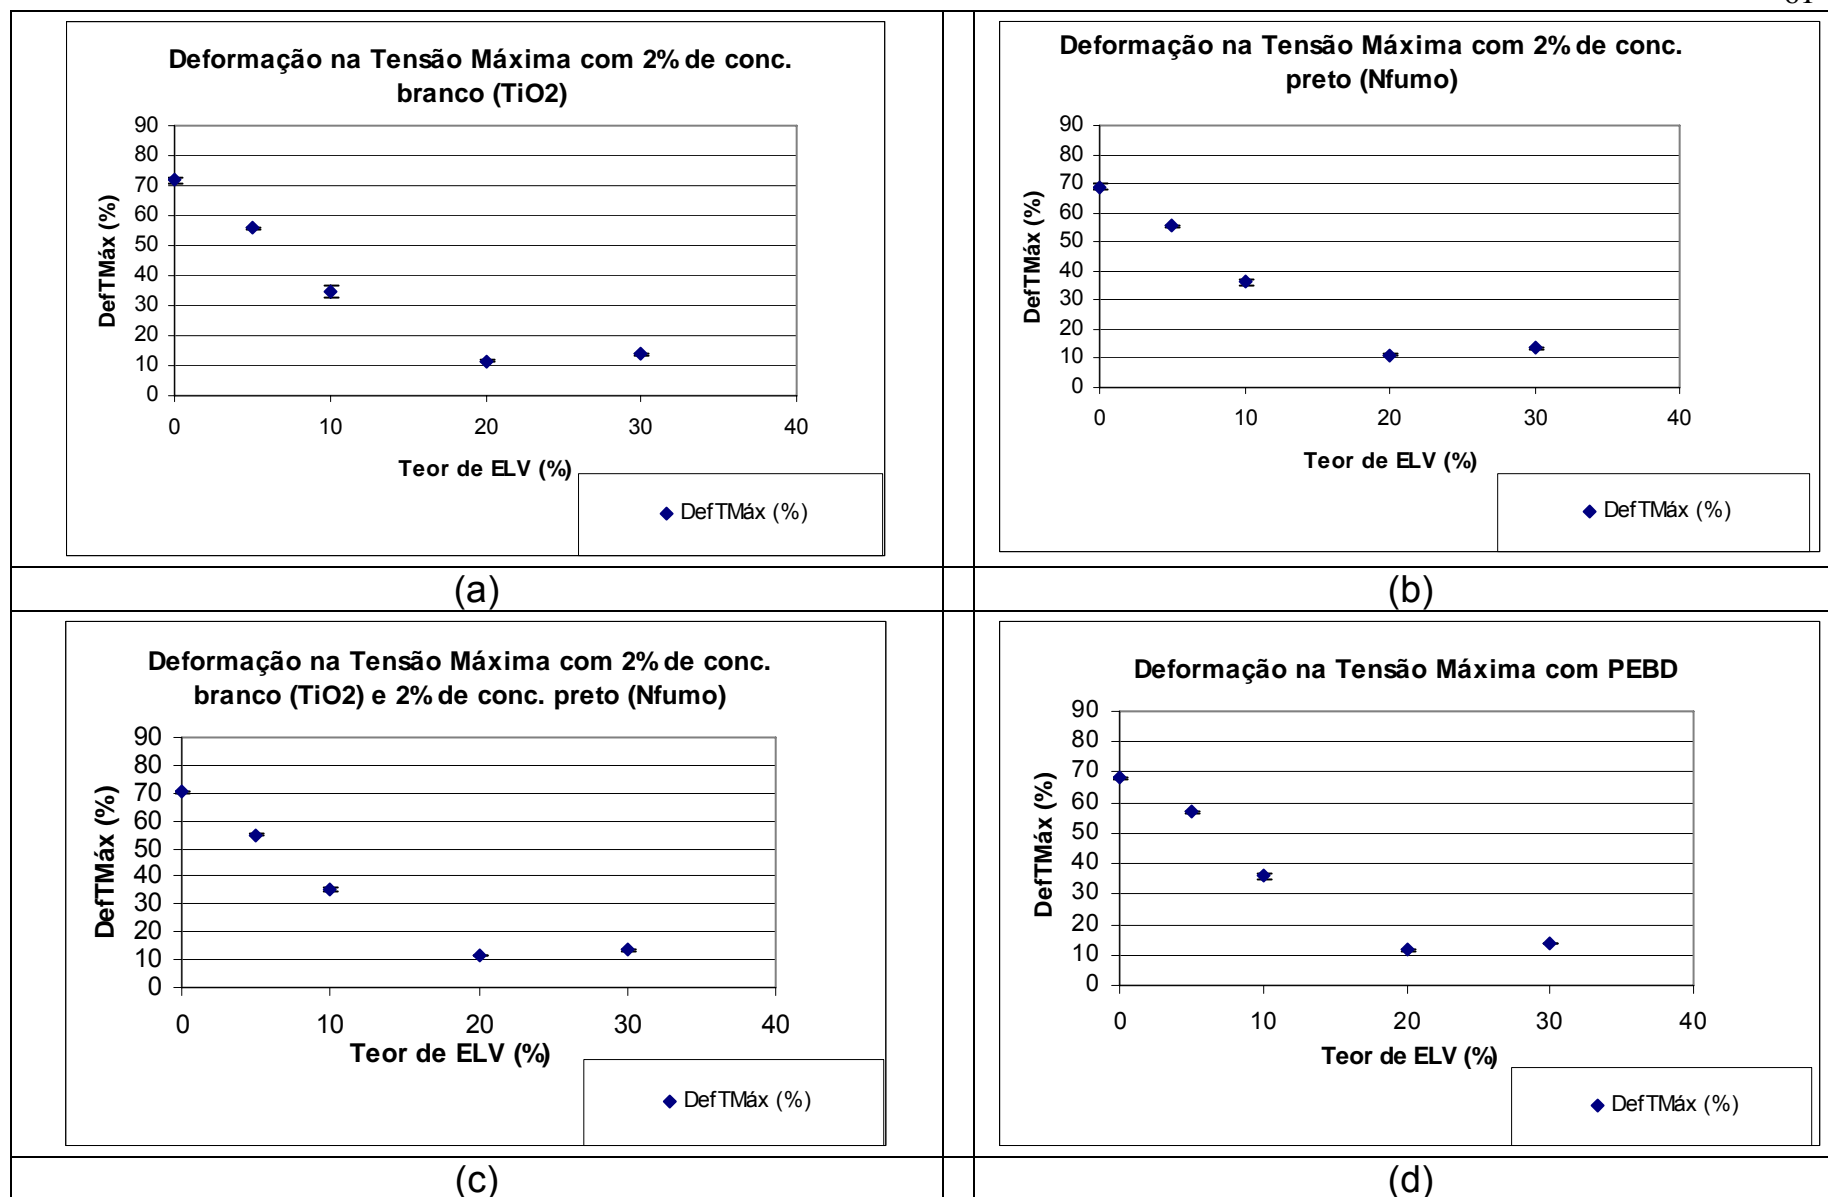 Deformação na Tensão Máxima com 2% de conc.
branco (TiO2)
90
80
70
60
50
40
30
20
10
0
DefTMáx (%)
0 10 20 30 40
Teor de ELV (%)
DefTMáx (%)
(a)
Deformação na Tensão Máxima com 2% de conc.
preto (Nfumo)
90
80
70
60
50
40
30
20
10
0
DefTMáx (%)
0 10 20 30 40
Teor de ELV (%)
DefTMáx (%)
(b)
Deformação na Tensão Máxima com 2% de conc.
branco (TiO2) e 2% de conc. preto (Nfumo)
90
80
70
60
50
40
30
20
10
0
DefTMáx (%)
0 10 20 30 40
Teor de ELV (%)
DefTMáx (%)
(c)
Deformação na Tensão Máxima com PEBD
90
80
70
60
50
40
30
20
10
0
DefTMáx (%)
0 10 20 30 40
Teor de ELV (%)
DefTMáx (%)
(d)